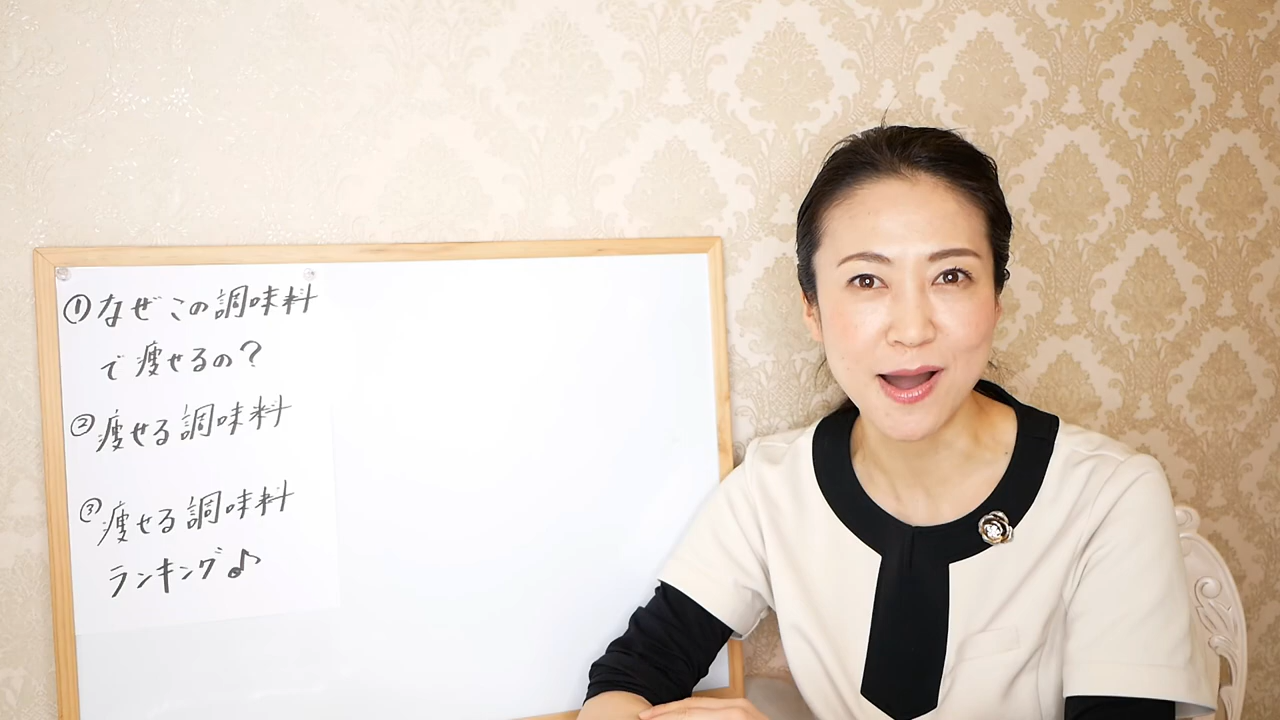 ①なぜこの調味料
で痩せるの？
②痩せる調味料
③痩せる調味料
ランキング♪